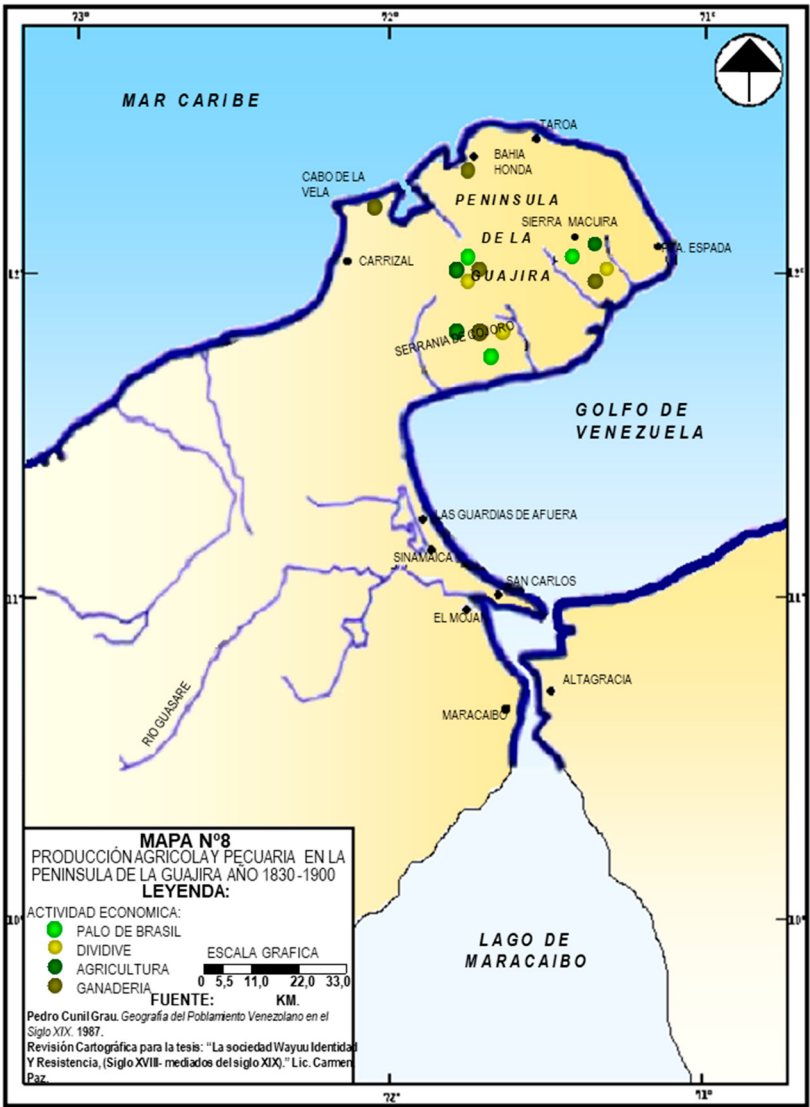 73°
72°
71°
MAR CARIBE
TAROA
BAHIA
HONDA
CABO DE LA
VELA
PENINSULA
SIERRA MACUIRA
DE LA
PTA. ESPADA
CARRIZAL
12°
GUAJIRA
12°
SERRANIA DE COJORO
GOLFO DE
VENEZUELA
LAS GUARDIAS DE AFUERA
SINAMAICA
SAN CARLOS
11°
11°
EL MOJAN
ALTAGRACIA
RIO GUASARE
MARACAIBO
MAPA Nº8
PRODUCCIÓN AGRICOLA Y PECUARIA EN LA
PENINSULA DE LA GUAJIRA AÑO 1830-1900
LEYENDA:
ACTIVIDAD ECONOMICA:
PALO DE BRASIL
DIVIDIVE
AGRICULTURA
GANADERIA
ESCALA GRAFICA
0 5,5 11,0 22,0 33,0
KM.
FUENTE:
Pedro Cunil Grau. Geografia del Poblamiento Venezolano en el
Siglo XIX. 1987.
Revisión Cartográfica para la tesis: “La sociedad Wayuu Identidad
Y Resistencia, (Siglo XVIII- mediados del siglo XIX).” Lic. Carmen
Paz.
10°
10°
LAGO DE
MARACAIBO
72°
71°